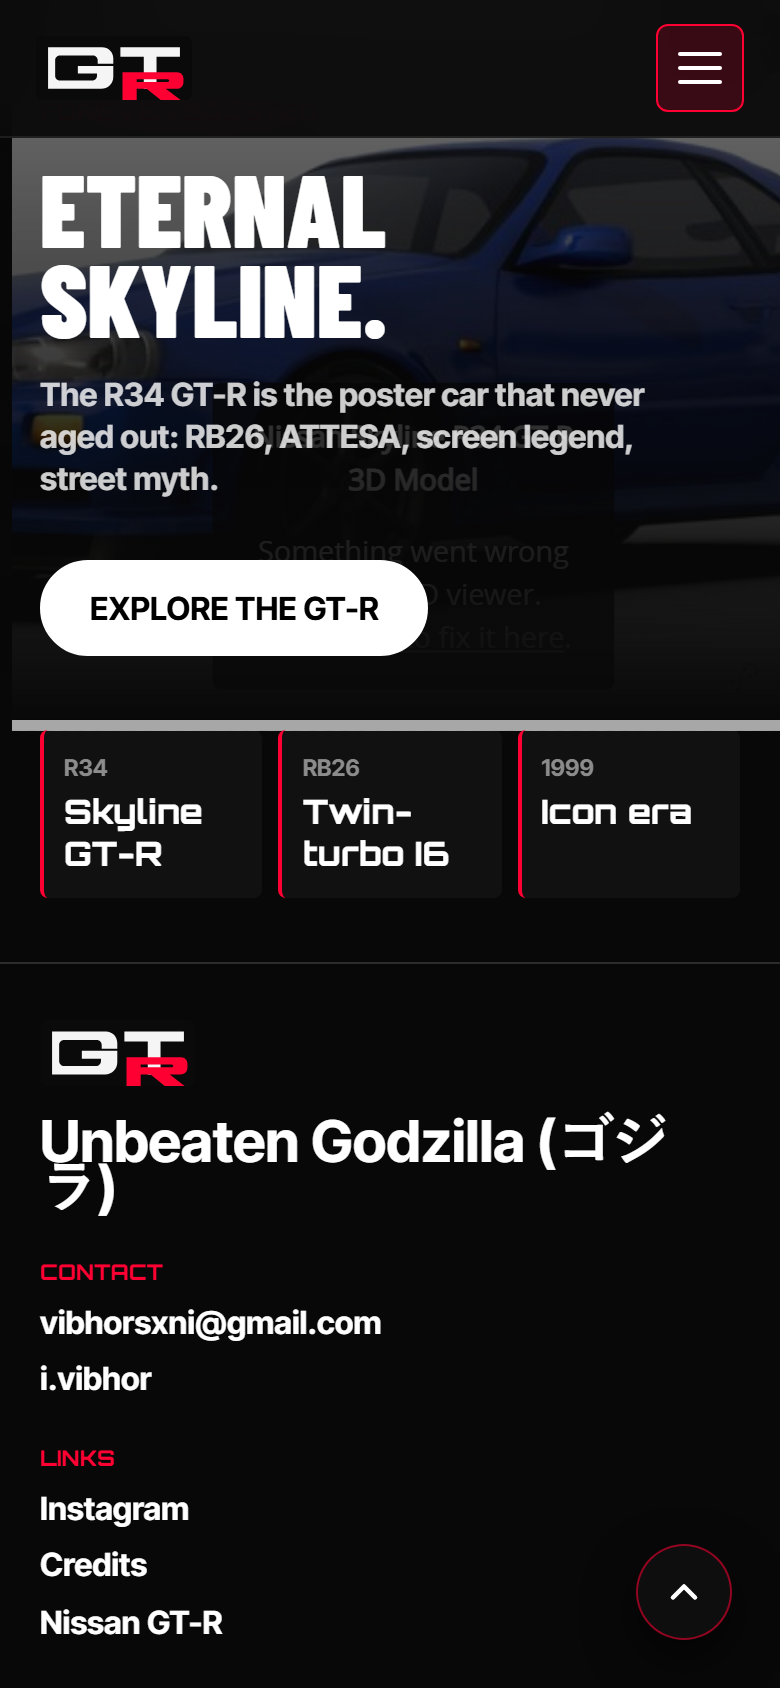 GTR
ETERNAL
SKYLINE.
The R34 GT-R is the poster car that never
aged out: RB26, ATTESA, screen legend,
street myth.
3D Model
Something went wrong
D viewer.
fix it here.
EXPLORE THE GT-R
R34
Skyline
GT-R
RB26
Twin-
turbo I6
1999
Icon era
GTR
Unbeaten Godzilla (ゴジ
ラ)
CONTACT
vibhorsxni@gmail.com
i.vibhor
LINKS
Instagram
Credits
Nissan GT-R